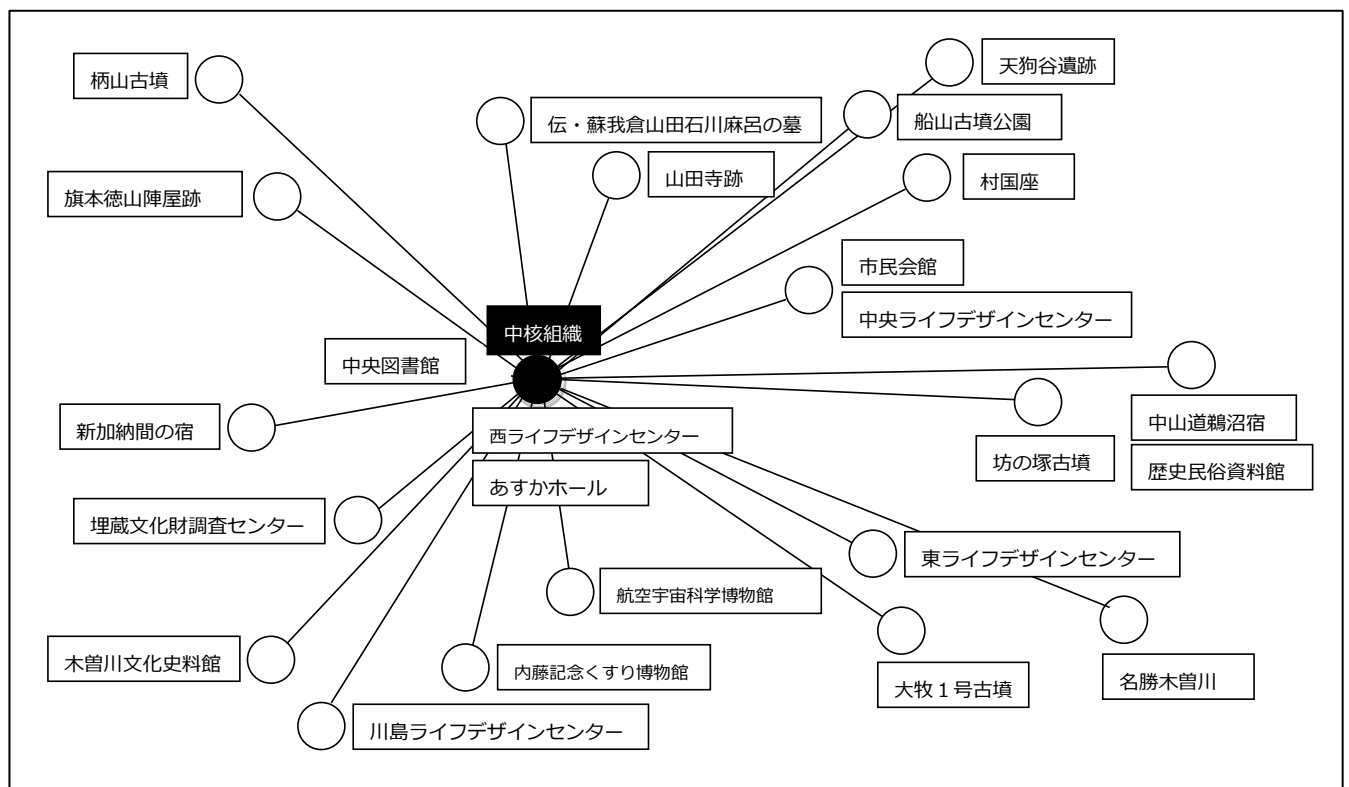 天狗谷遺跡
柄山古墳
伝・蘇我倉山田石川麻呂の墓
船山古墳公園
山田寺跡
村国座
旗本徳山陣屋跡
市民会館
中央ライフデザインセンター
中核組織
中央図書館
新加納間の宿
西ライフデザインセンター
あすかホール
中山道鵜沼宿
坊の塚古墳
歴史民俗資料館
埋蔵文化財調査センター
東ライフデザインセンター
航空宇宙科学博物館
木曽川文化史料館
内藤記念くすり博物館
大牧１号古墳
名勝木曽川
川島ライフデザインセンター